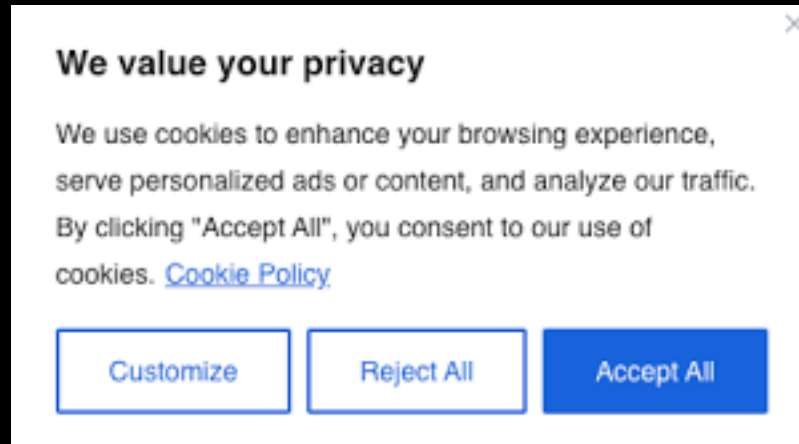 We value your privacy
We use cookies to enhance your browsing experience,
serve personalized ads or content, and analyze our traffic.
By clicking "Accept All", you consent to our use of
cookies. Cookie Policy
Customize Reject All Accept All